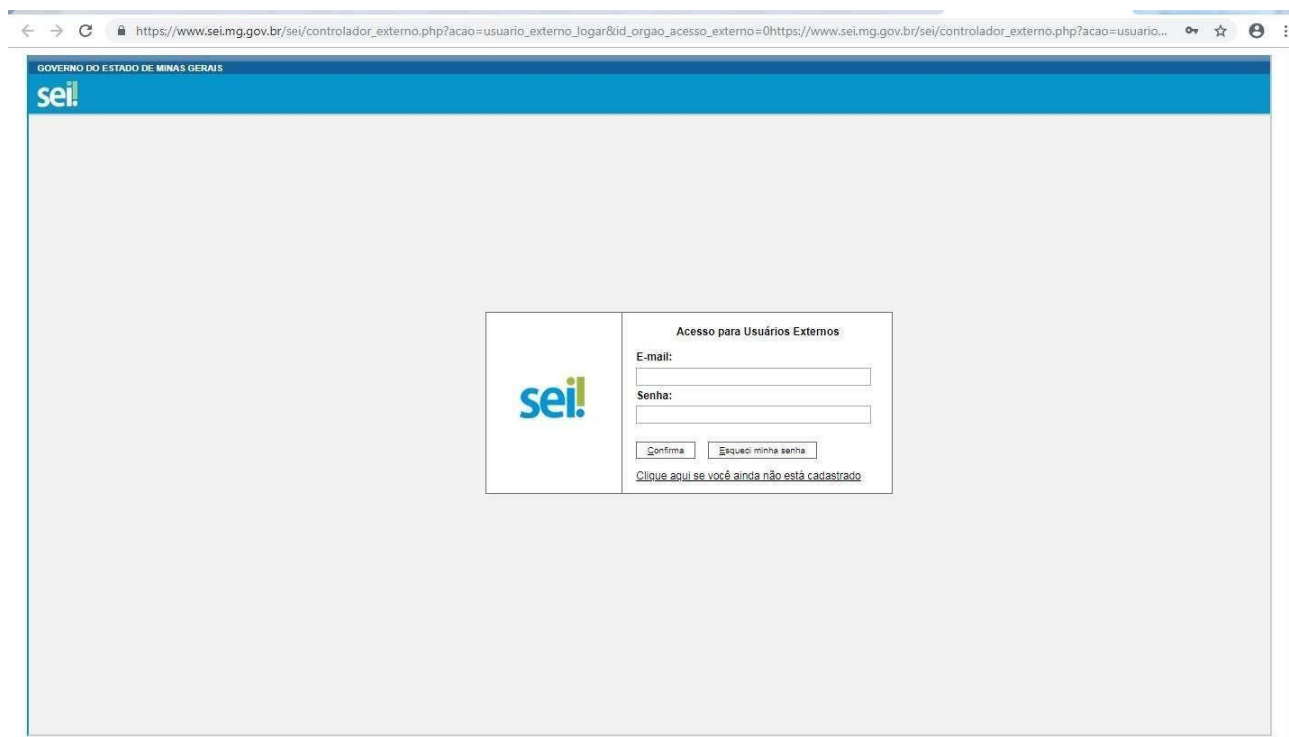 https://www.sei.mg.gov.br/sei/controlador_externo.php?acao=usuario_externo_logar&id_orgao_acesso_externo=0https://www.sei.mg.gov.br/sei/controlador_externo.php?acao=usuario...
GOVERNO DO ESTADO DE MINAS GERAIS
sei!
sei!
Acesso para Usuários Externos
E-mail:
Senha:
Confirma Esqueci minha senha
Clique aqui se você ainda não está cadastrado